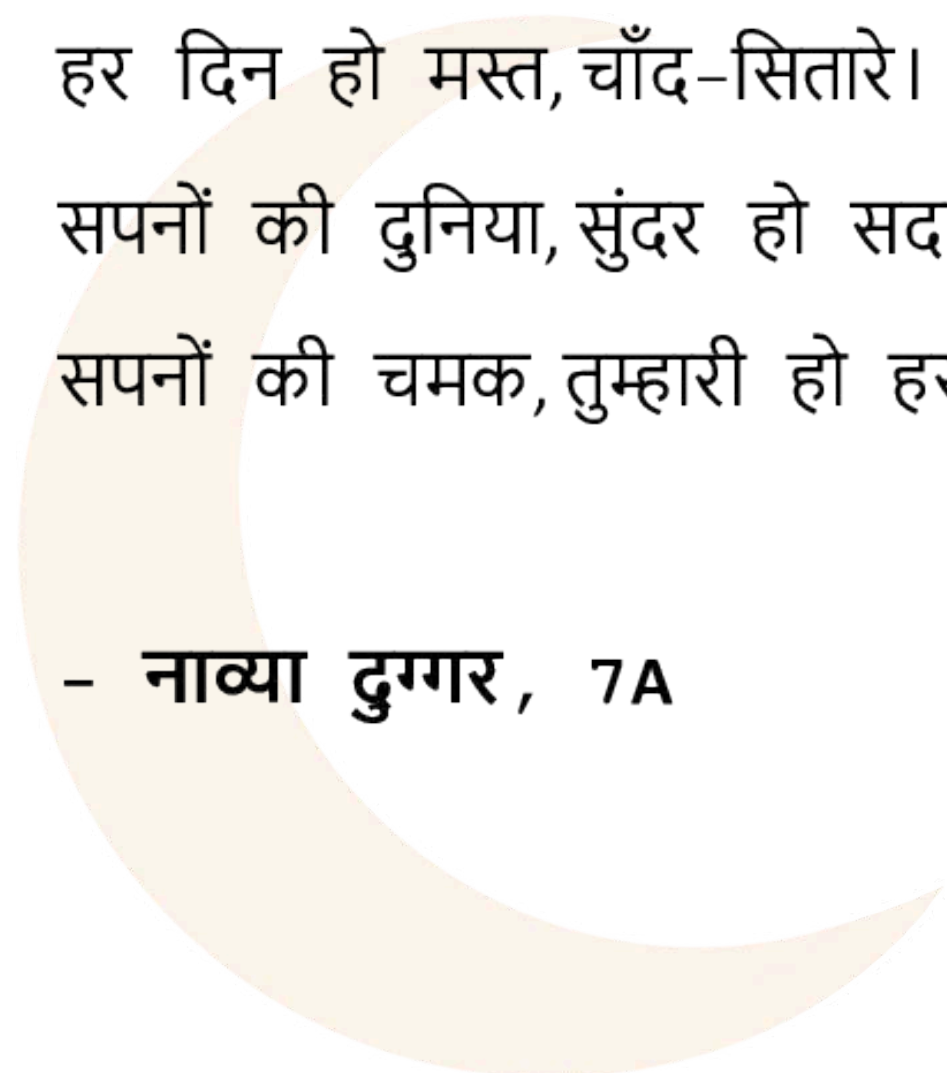 हर दिन हो मस्त, चाँद-सितारे।
सपनों की दुनिया, सुंदर हो
सपनों की चमक, तुम्हारी हो
- नाव्या दुग्गर, 7A